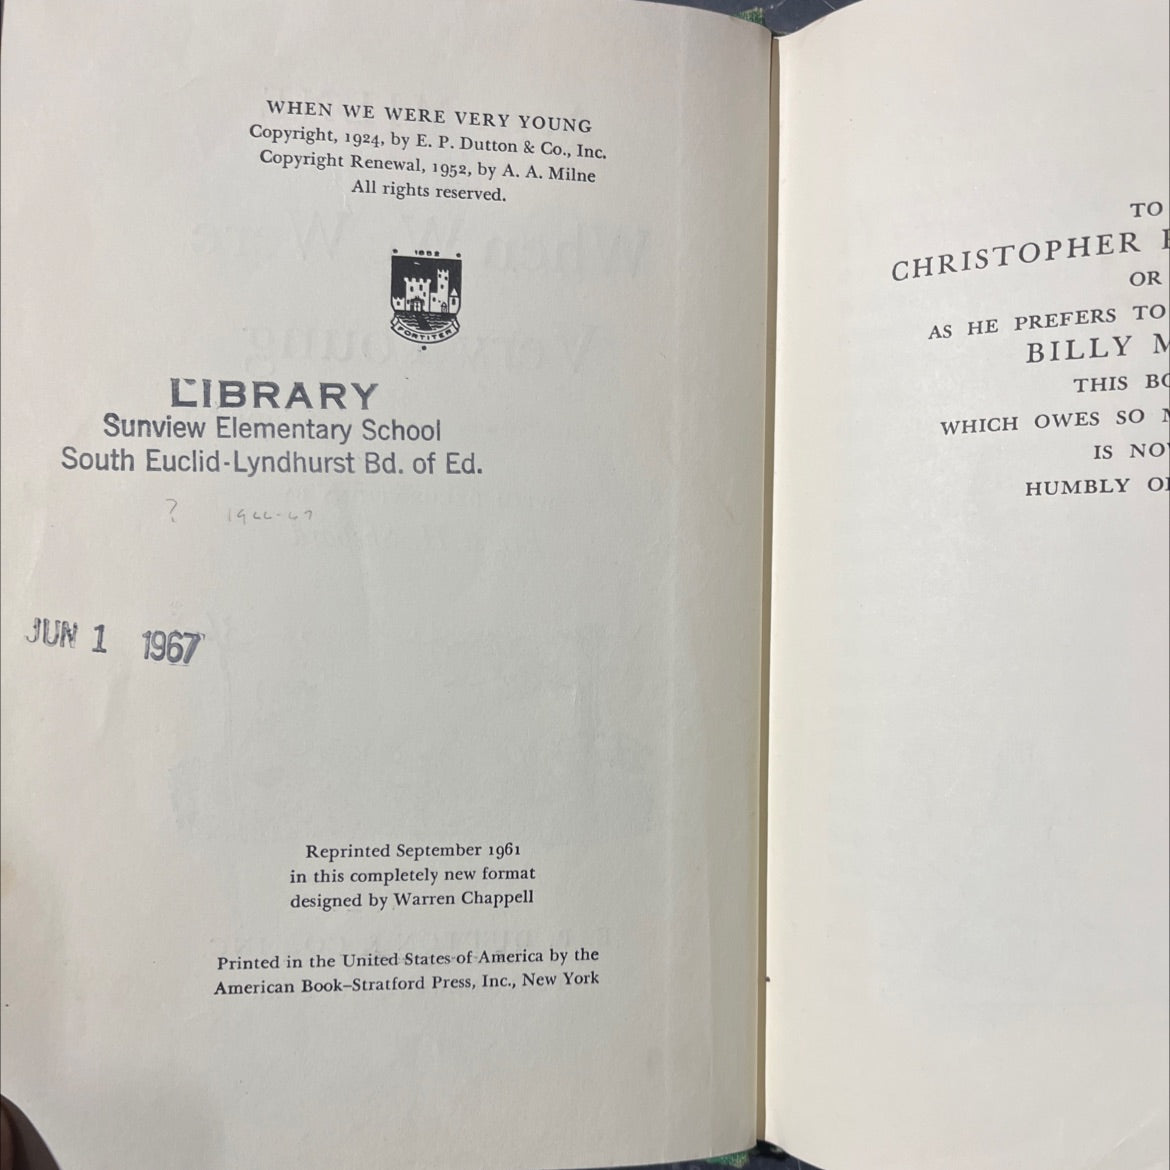 WHEN WE WERE VERY YOUNG
Copyright, 1924, by E. P. Dutton & Co., Inc.
Copyright Renewal, 1952, by A. A. Milne
All rights reserved.
1852
FORTITER
LIBRARY
Sunview Elementary School
South Euclid-Lyndhurst Bd. of Ed.
? 1966-67
JUN 1 1967
Reprinted September 1961
in this completely new format
designed by Warren Chappell
Printed in the United States of America by the
American Book–Stratford Press, Inc., New York
TO
CHRISTOPHER
OR
AS HE PREFERS TO
BILLY M
THIS BO
WHICH OWES SO M
IS NO
HUMBLY O